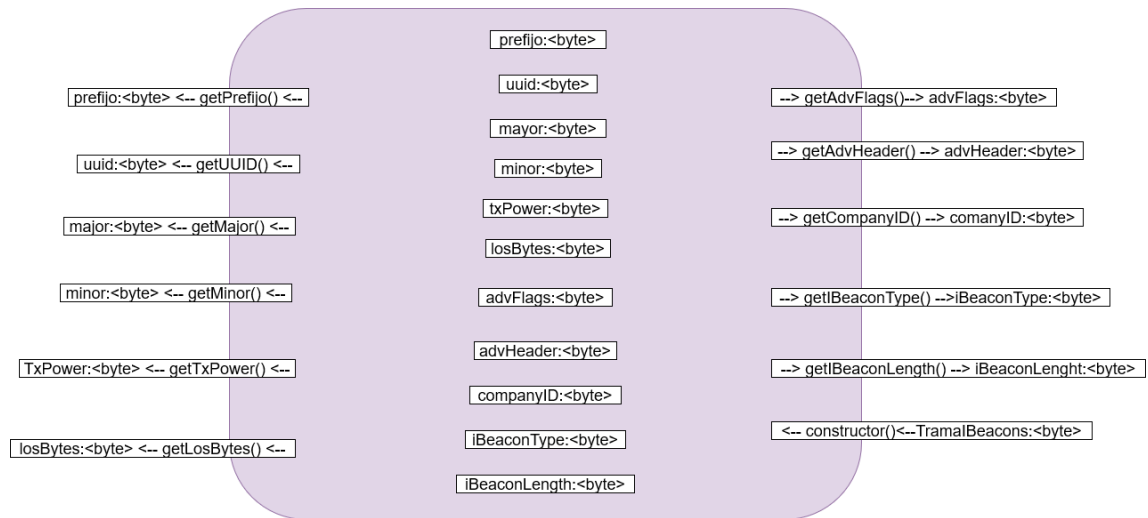 prefijo:<byte>
uuid:<byte>
mayor:<byte>
minor:<byte>
txPower:<byte>
losBytes:<byte>
advFlags:<byte>
advHeader:<byte>
companyID:<byte>
iBeaconType:<byte>
iBeaconLength:<byte>
prefijo:<byte> <-- getPrefijo() <--
uuid:<byte> <-- getUUID() <--
major:<byte> <-- getMajor() <--
minor:<byte> <-- getMinor() <--
TxPower:<byte> <-- getTxPower() <--
losBytes:<byte> <-- getLosBytes() <--
--> getAdvFlags()--> advFlags:<byte>
--> getAdvHeader() --> advHeader:<byte>
--> getCompanyID() --> comanyID:<byte>
--> getIBeaconType() -->iBeaconType:<byte>
--> getIBeaconLength() --> iBeaconLenght:<byte>
<-- constructor()<--TramaIBeacons:<byte>